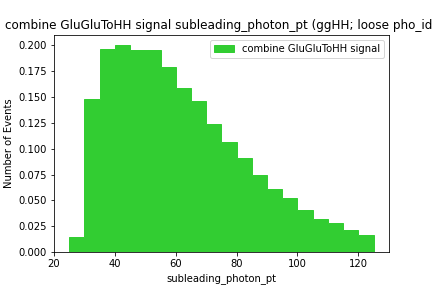 combine GluGluToHH signal subleading_photon_pt (ggHH; loose pho_id
combine GluGluToHH signal
0.200
0.175
0.150
0.125
0.100
0.075
0.050
0.025
0.000
Number of Events
20 40 60 80 100 120
subleading_photon_pt